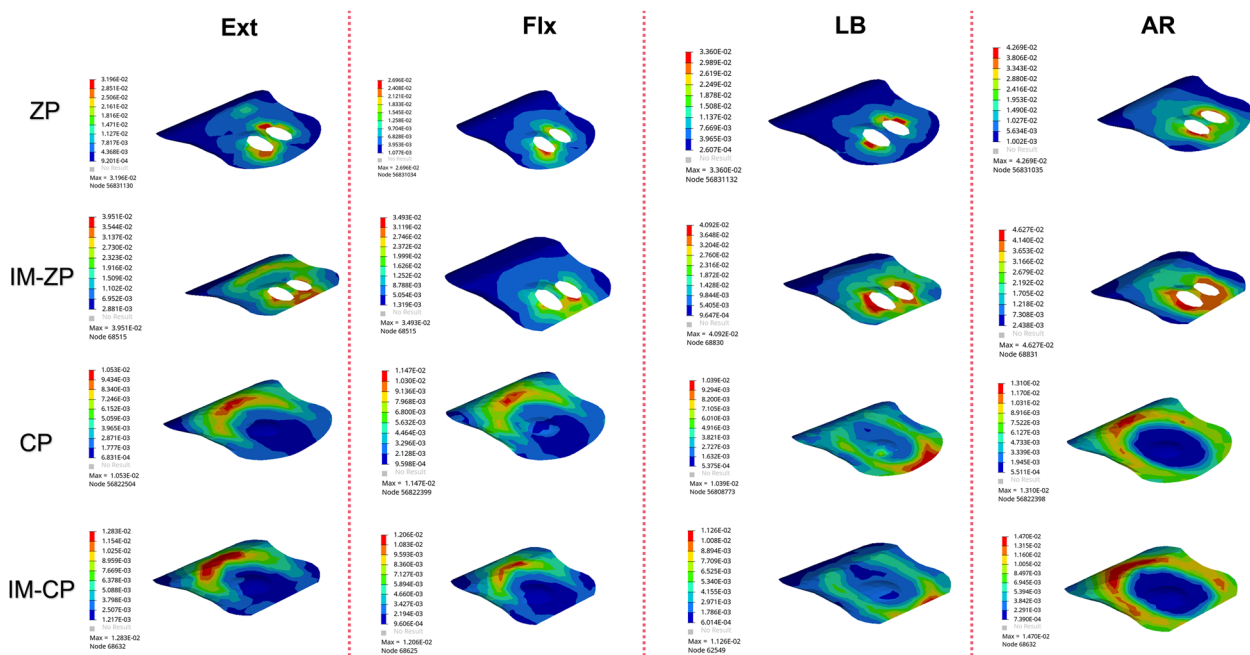 Ext
Flx
LB
AR
ZP
3.196E-02
2.851E-02
2.506E-02
2.161E-02
1.816E-02
1.471E-02
1.127E-02
7.817E-03
4.368E-03
9.201E-04
No Result
Max = 3.196E-02
Node 56831130
2.696E-02
2.408E-02
2.121E-02
1.833E-02
1.545E-02
1.258E-02
9.704E-03
6.828E-03
3.953E-03
1.077E-03
No Result
Max = 2.696E-02
Node 56831034
3.360E-02
2.989E-02
2.619E-02
2.249E-02
1.878E-02
1.508E-02
1.137E-02
7.669E-03
3.965E-03
2.607E-04
No Result
Max = 3.360E-02
Node 56831132
4.269E-02
3.806E-02
3.343E-02
2.880E-02
2.416E-02
1.953E-02
1.490E-02
1.027E-02
5.634E-03
1.002E-03
No Result
Max = 4.269E-02
Node 56831035
IM-ZP
3.951E-02
3.544E-02
3.137E-02
2.730E-02
2.323E-02
1.916E-02
1.509E-02
1.102E-02
6.952E-03
2.881E-03
No Result
Max = 3.951E-02
Node 68515
3.493E-02
3.119E-02
2.746E-02
2.372E-02
1.999E-02
1.626E-02
1.252E-02
8.788E-03
5.054E-03
1.319E-03
No Result
Max = 3.493E-02
Node 68515
4.092E-02
3.648E-02
3.204E-02
2.760E-02
2.316E-02
1.872E-02
1.428E-02
9.844E-03
5.405E-03
9.647E-04
No Result
Max = 4.092E-02
Node 68830
4.627E-02
4.140E-02
3.653E-02
3.166E-02
2.679E-02
2.192E-02
1.705E-02
1.218E-02
7.308E-03
2.438E-03
No Result
Max = 4.627E-02
Node 68831
CP
1.053E-02
9.434E-03
8.340E-03
7.246E-03
6.152E-03
5.059E-03
3.965E-03
2.871E-03
1.777E-03
6.831E-04
No Result
Max = 1.053E-02
Node 56822504
1.147E-02
1.030E-02
9.136E-03
7.968E-03
6.800E-03
5.632E-03
4.464E-03
3.296E-03
2.128E-03
9.598E-04
No Result
Max = 1.147E-02
Node 56822399
1.039E-02
9.294E-03
8.200E-03
7.105E-03
6.010E-03
4.916E-03
3.821E-03
2.727E-03
1.632E-03
5.375E-04
No Result
Max = 1.039E-02
Node 56808773
1.310E-02
1.170E-02
1.031E-02
8.916E-03
7.522E-03
6.127E-03
4.733E-03
3.339E-03
1.945E-03
5.511E-04
No Result
Max = 1.310E-02
Node 56822398
IM-CP
1.283E-02
1.154E-02
1.025E-02
8.959E-03
7.669E-03
6.378E-03
5.088E-03
3.798E-03
2.507E-03
1.217E-03
No Result
Max = 1.283E-02
Node 68632
1.206E-02
1.083E-02
9.593E-03
8.360E-03
7.127E-03
5.894E-03
4.660E-03
3.427E-03
2.194E-03
9.606E-04
No Result
Max = 1.206E-02
Node 68625
1.126E-02
1.008E-02
8.894E-03
7.709E-03
6.525E-03
5.340E-03
4.155E-03
2.971E-03
1.786E-03
6.014E-04
No Result
Max = 1.126E-02
Node 62549
1.470E-02
1.315E-02
1.160E-02
1.005E-02
8.497E-03
6.945E-03
5.394E-03
3.842E-03
2.291E-03
7.390E-04
No Result
Max = 1.470E-02
Node 68632